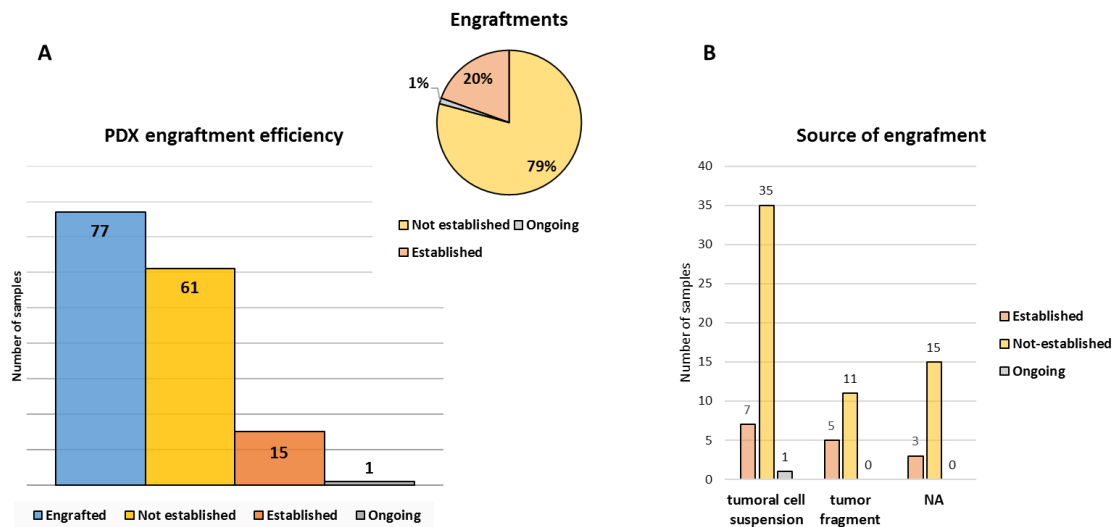 Engraftments
A
B
1%
20%
79%
PDX engraftment efficiency
Not established
Ongoing
Established
Number of samples
77
61
15
1
Engrafted
Not established
Established
Ongoing
Source of engrafment
Number of samples
40
35
30
25
20
15
10
5
0
7
35
1
5
11
0
3
15
0
tumoral cell
suspension
tumor
fragment
NA
Established
Not-established
Ongoing